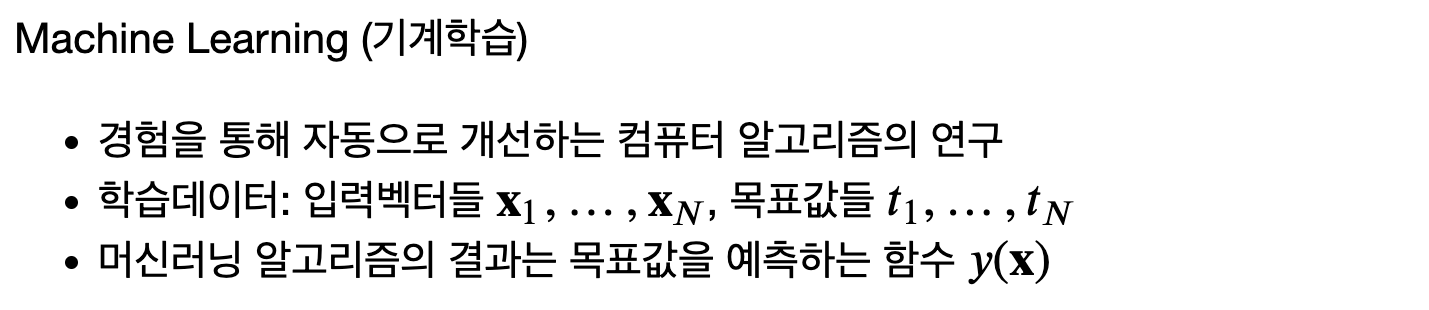 Machine Learning (기계학습)
• 경험을 통해 자동으로 개선하는 컴퓨터 알고리즘의 연구
• 학습데이터: 입력벡터들 x₁, … , x_N, 목표값들 t₁, … , t_N
• 머신러닝 알고리즘의 결과는 목표값을 예측하는 함수 y(x)